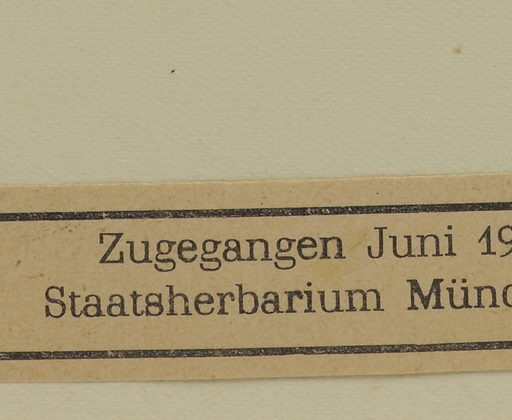 Zugegangen Juni 19
Staatsherbarium Münc